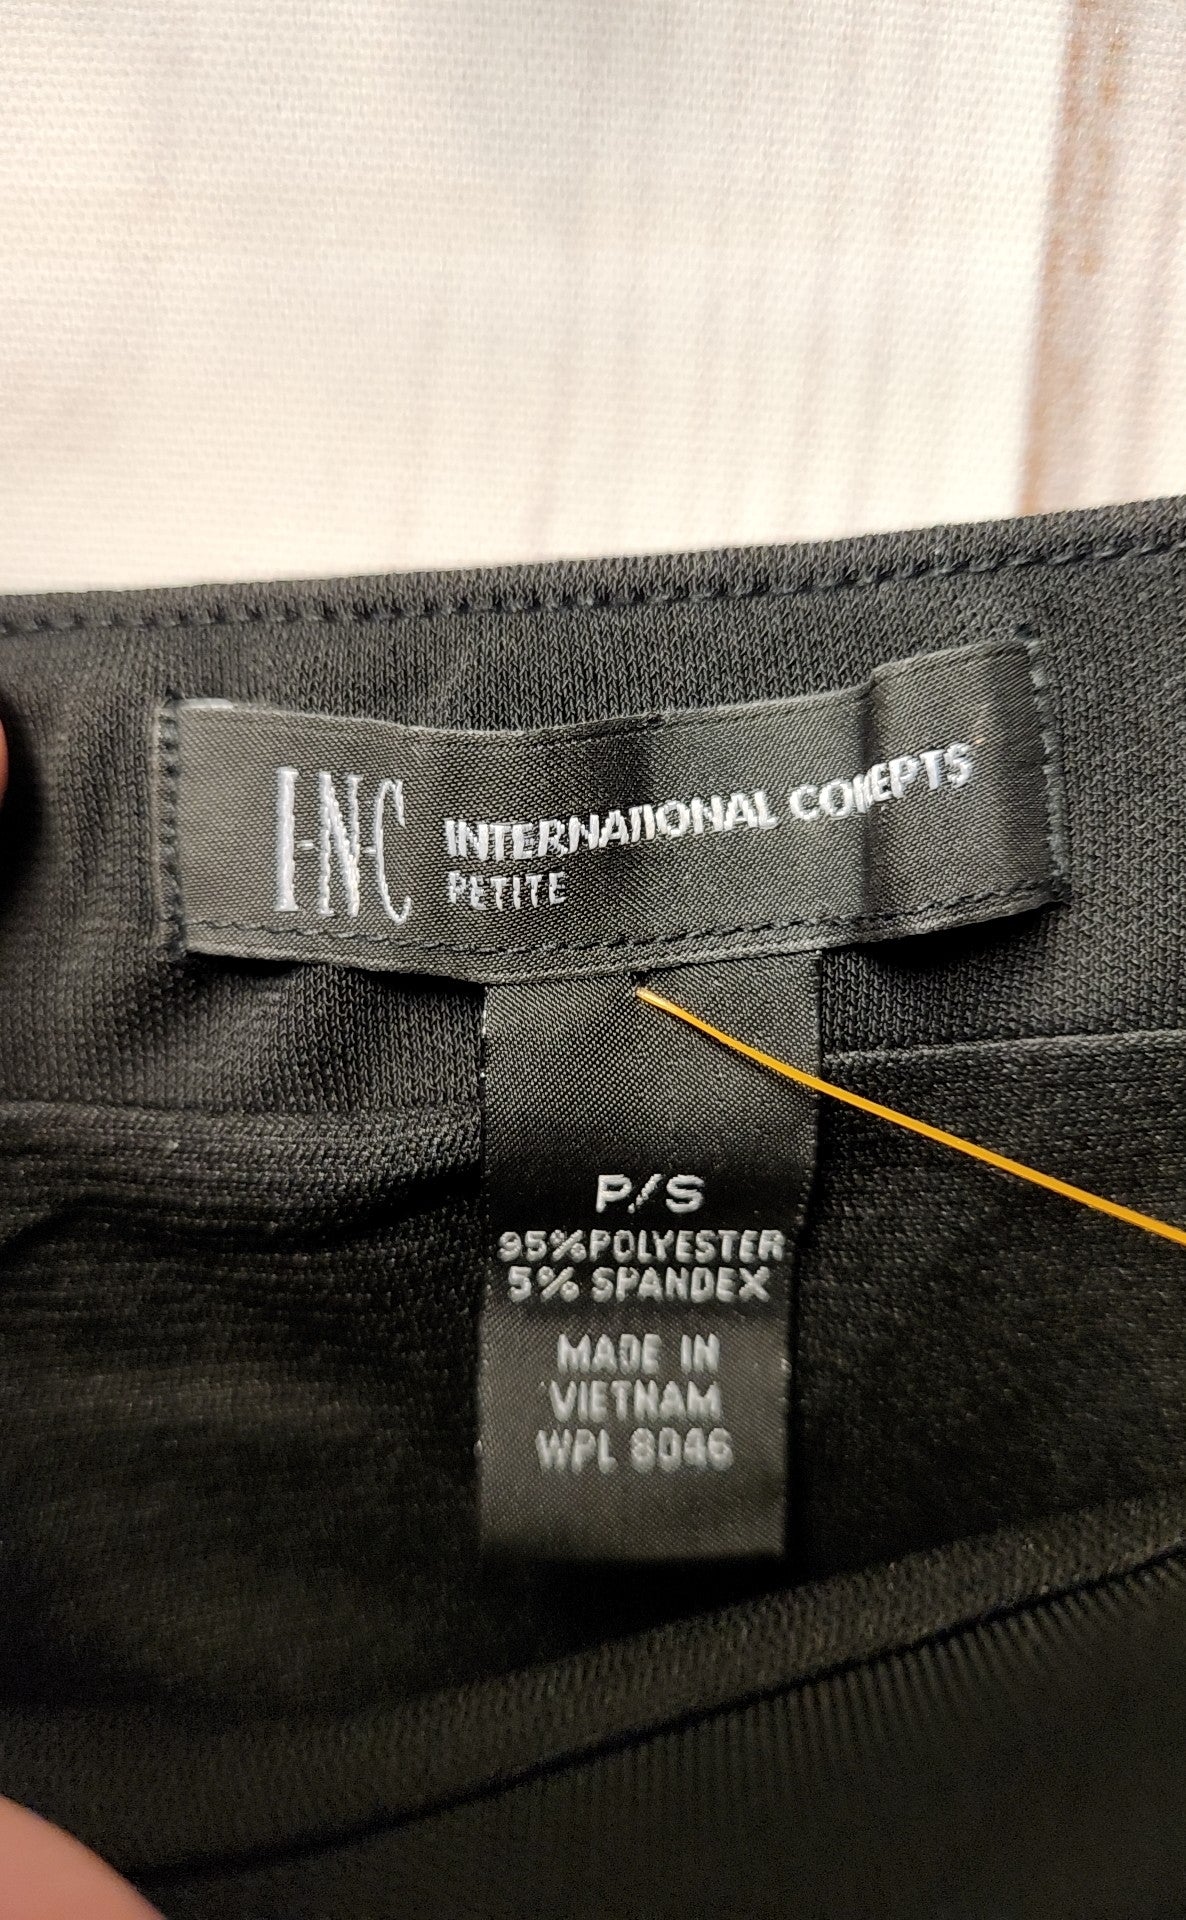 I·N·C INTERNATIONAL CONCEPTS
PETITE
P/S
95%POLYESTER
5% SPANDEX
MADE IN
VIETNAM
WPL 8046